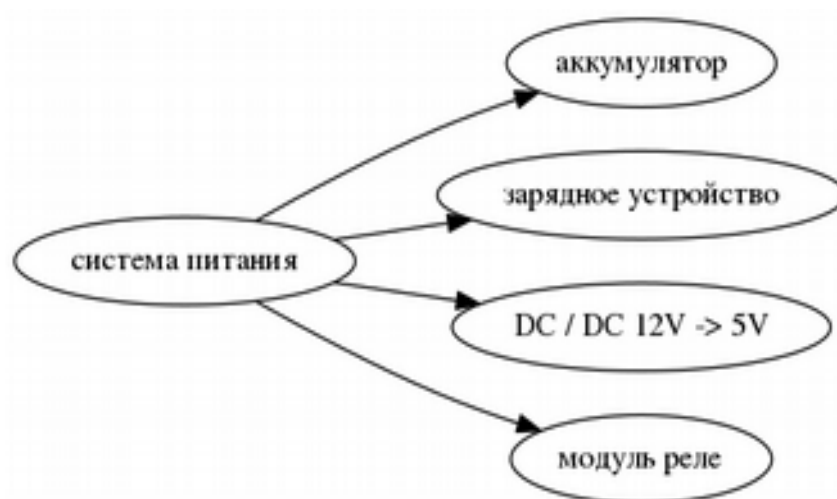 аккумулятор
зарядное устройство
система питания
DC / DC 12V -> 5V
модуль реле